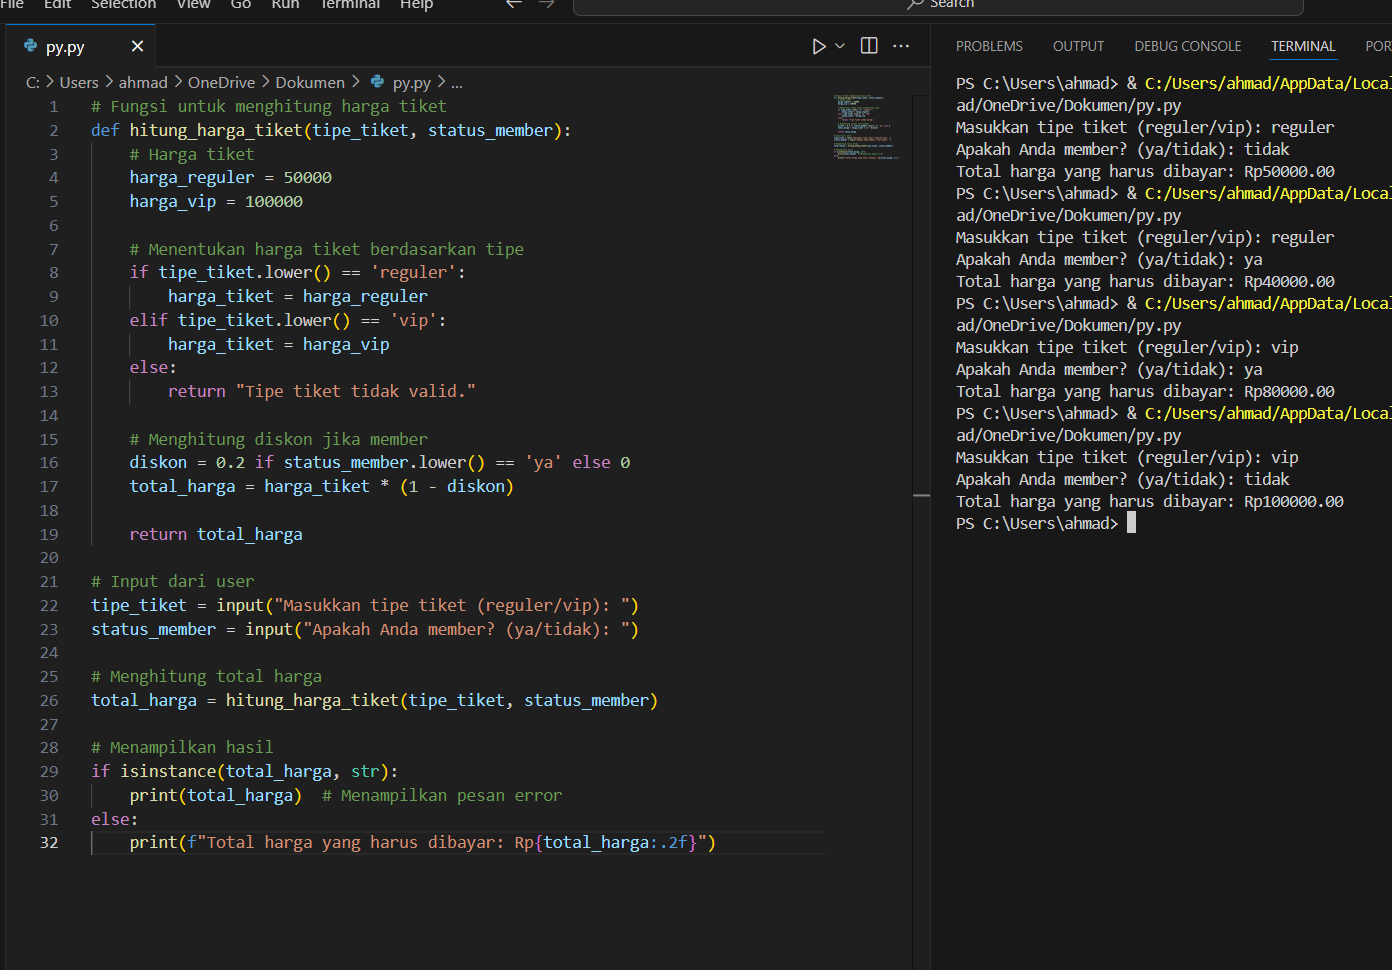 File Edit Selection View Go Run Terminal Help ← → Search
py.py ×
C: > Users > ahmad > OneDrive > Dokumen > py.py > ...
1 # Fungsi untuk menghitung harga tiket
2 def hitung_harga_tiket(tipe_tiket, status_member):
3     # Harga tiket
4     harga_reguler = 50000
5     harga_vip = 100000
6
7     # Menentukan harga tiket berdasarkan tipe
8     if tipe_tiket.lower() == 'reguler':
9         harga_tiket = harga_reguler
10     elif tipe_tiket.lower() == 'vip':
11         harga_tiket = harga_vip
12     else:
13         return "Tipe tiket tidak valid."
14
15     # Menghitung diskon jika member
16     diskon = 0.2 if status_member.lower() == 'ya' else 0
17     total_harga = harga_tiket * (1 - diskon)
18
19     return total_harga
20
21 # Input dari user
22 tipe_tiket = input("Masukkan tipe tiket (reguler/vip): ")
23 status_member = input("Apakah Anda member? (ya/tidak): ")
24
25 # Menghitung total harga
26 total_harga = hitung_harga_tiket(tipe_tiket, status_member)
27
28 # Menampilkan hasil
29 if isinstance(total_harga, str):
30     print(total_harga)  # Menampilkan pesan error
31 else:
32     print(f"Total harga yang harus dibayar: Rp{total_harga:.2f}")
PROBLEMS OUTPUT DEBUG CONSOLE TERMINAL POR
PS C:\Users\ahmad> & C:/Users/ahmad/AppData/Local
ad/OneDrive/Dokumen/py.py
Masukkan tipe tiket (reguler/vip): reguler
Apakah Anda member? (ya/tidak): tidak
Total harga yang harus dibayar: Rp50000.00
PS C:\Users\ahmad> & C:/Users/ahmad/AppData/Local
ad/OneDrive/Dokumen/py.py
Masukkan tipe tiket (reguler/vip): reguler
Apakah Anda member? (ya/tidak): ya
Total harga yang harus dibayar: Rp40000.00
PS C:\Users\ahmad> & C:/Users/ahmad/AppData/Local
ad/OneDrive/Dokumen/py.py
Masukkan tipe tiket (reguler/vip): vip
Apakah Anda member? (ya/tidak): ya
Total harga yang harus dibayar: Rp80000.00
PS C:\Users\ahmad> & C:/Users/ahmad/AppData/Local
ad/OneDrive/Dokumen/py.py
Masukkan tipe tiket (reguler/vip): vip
Apakah Anda member? (ya/tidak): tidak
Total harga yang harus dibayar: Rp100000.00
PS C:\Users\ahmad>